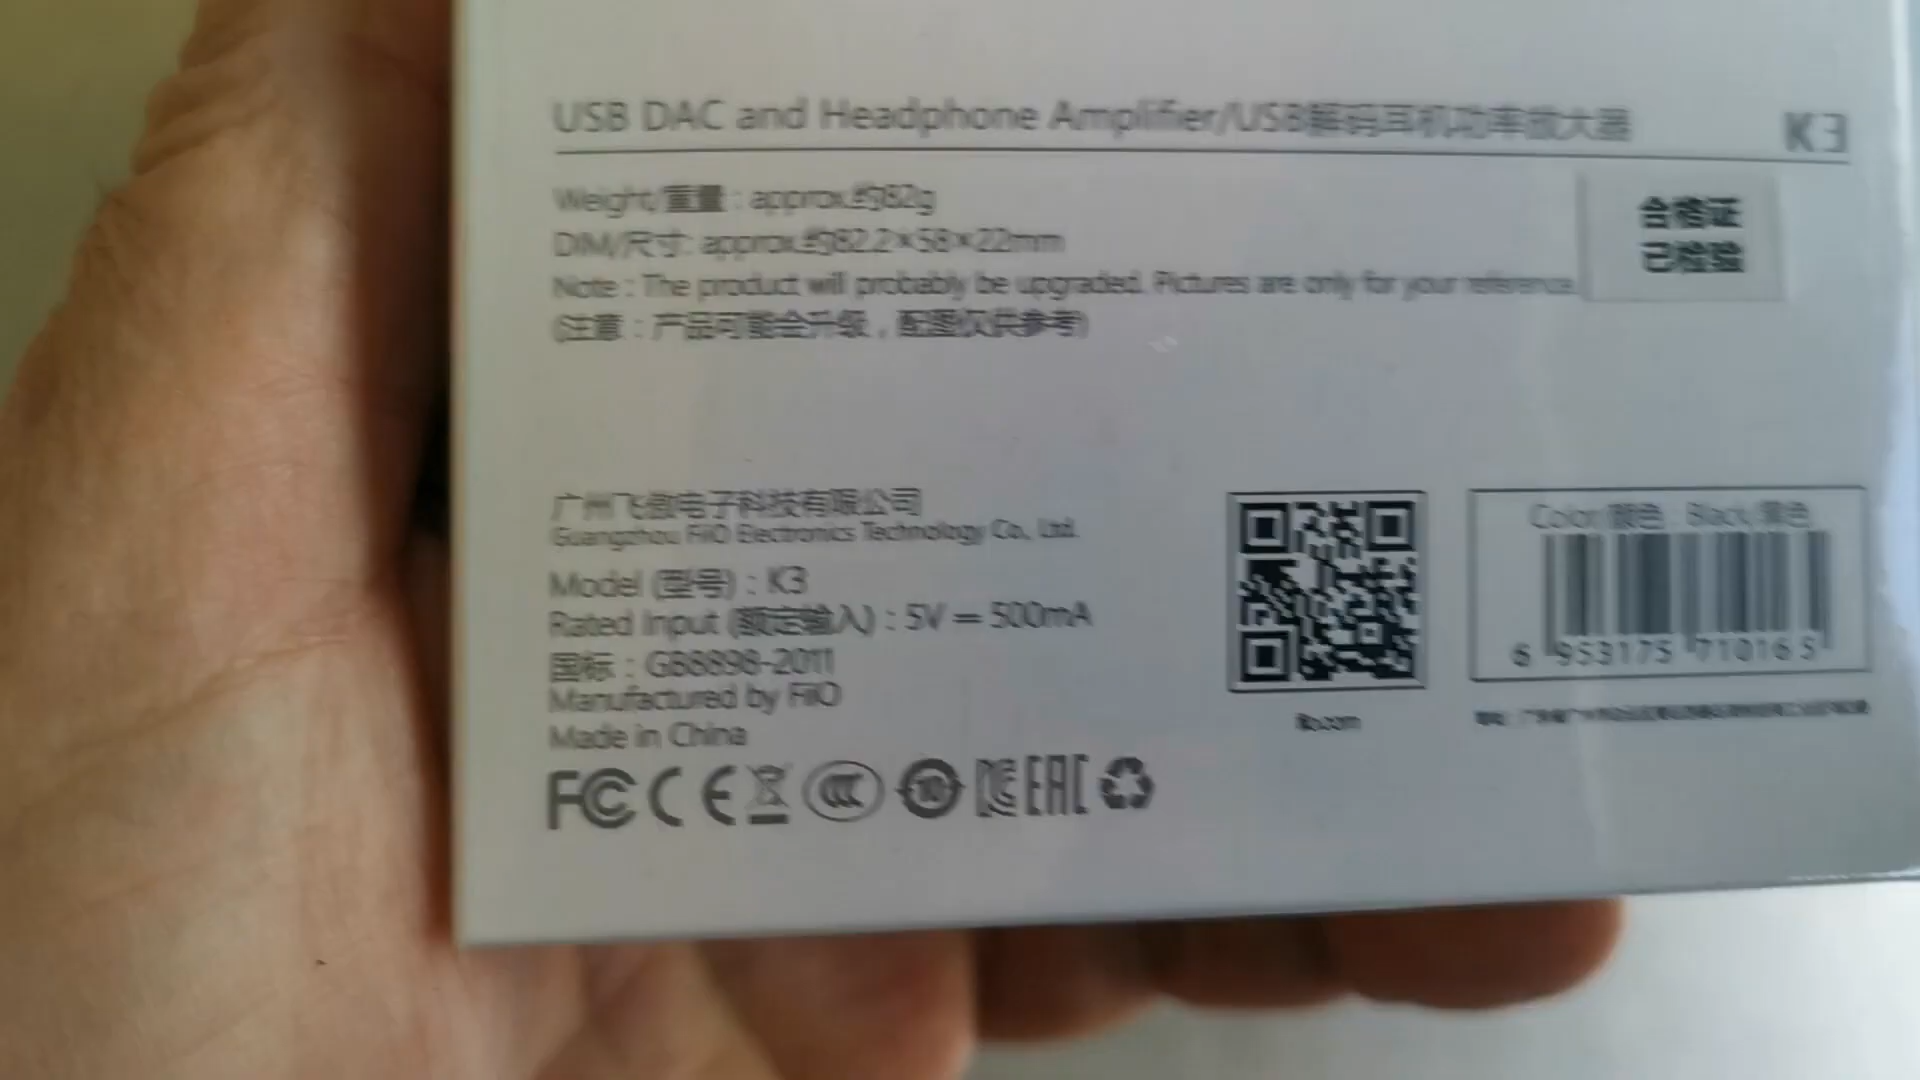 USB DAC and Headphone Amplifier/USB解码耳机功率放大器
K3
Weight/重量 : approx.约82g
DIM/尺寸: approx.约82.2×58×22mm
合格证
已检验
Note : The product will probably be upgraded. Pictures are only for your reference.
(注意 : 产品可能会升级，配图仅供参考)
广州飞傲电子科技有限公司
Guangzhou FiiO Electronics Technology Co., Ltd.
Model (型号) : K3
Rated Input (额定输入) : 5V ⎓ 500mA
国标 : GB8898-2011
Manufactured by FiiO
Made in China
FC CE CCC 10 EAC
fiio.com
Color/颜色 : Black/黑色
6 953175 710165